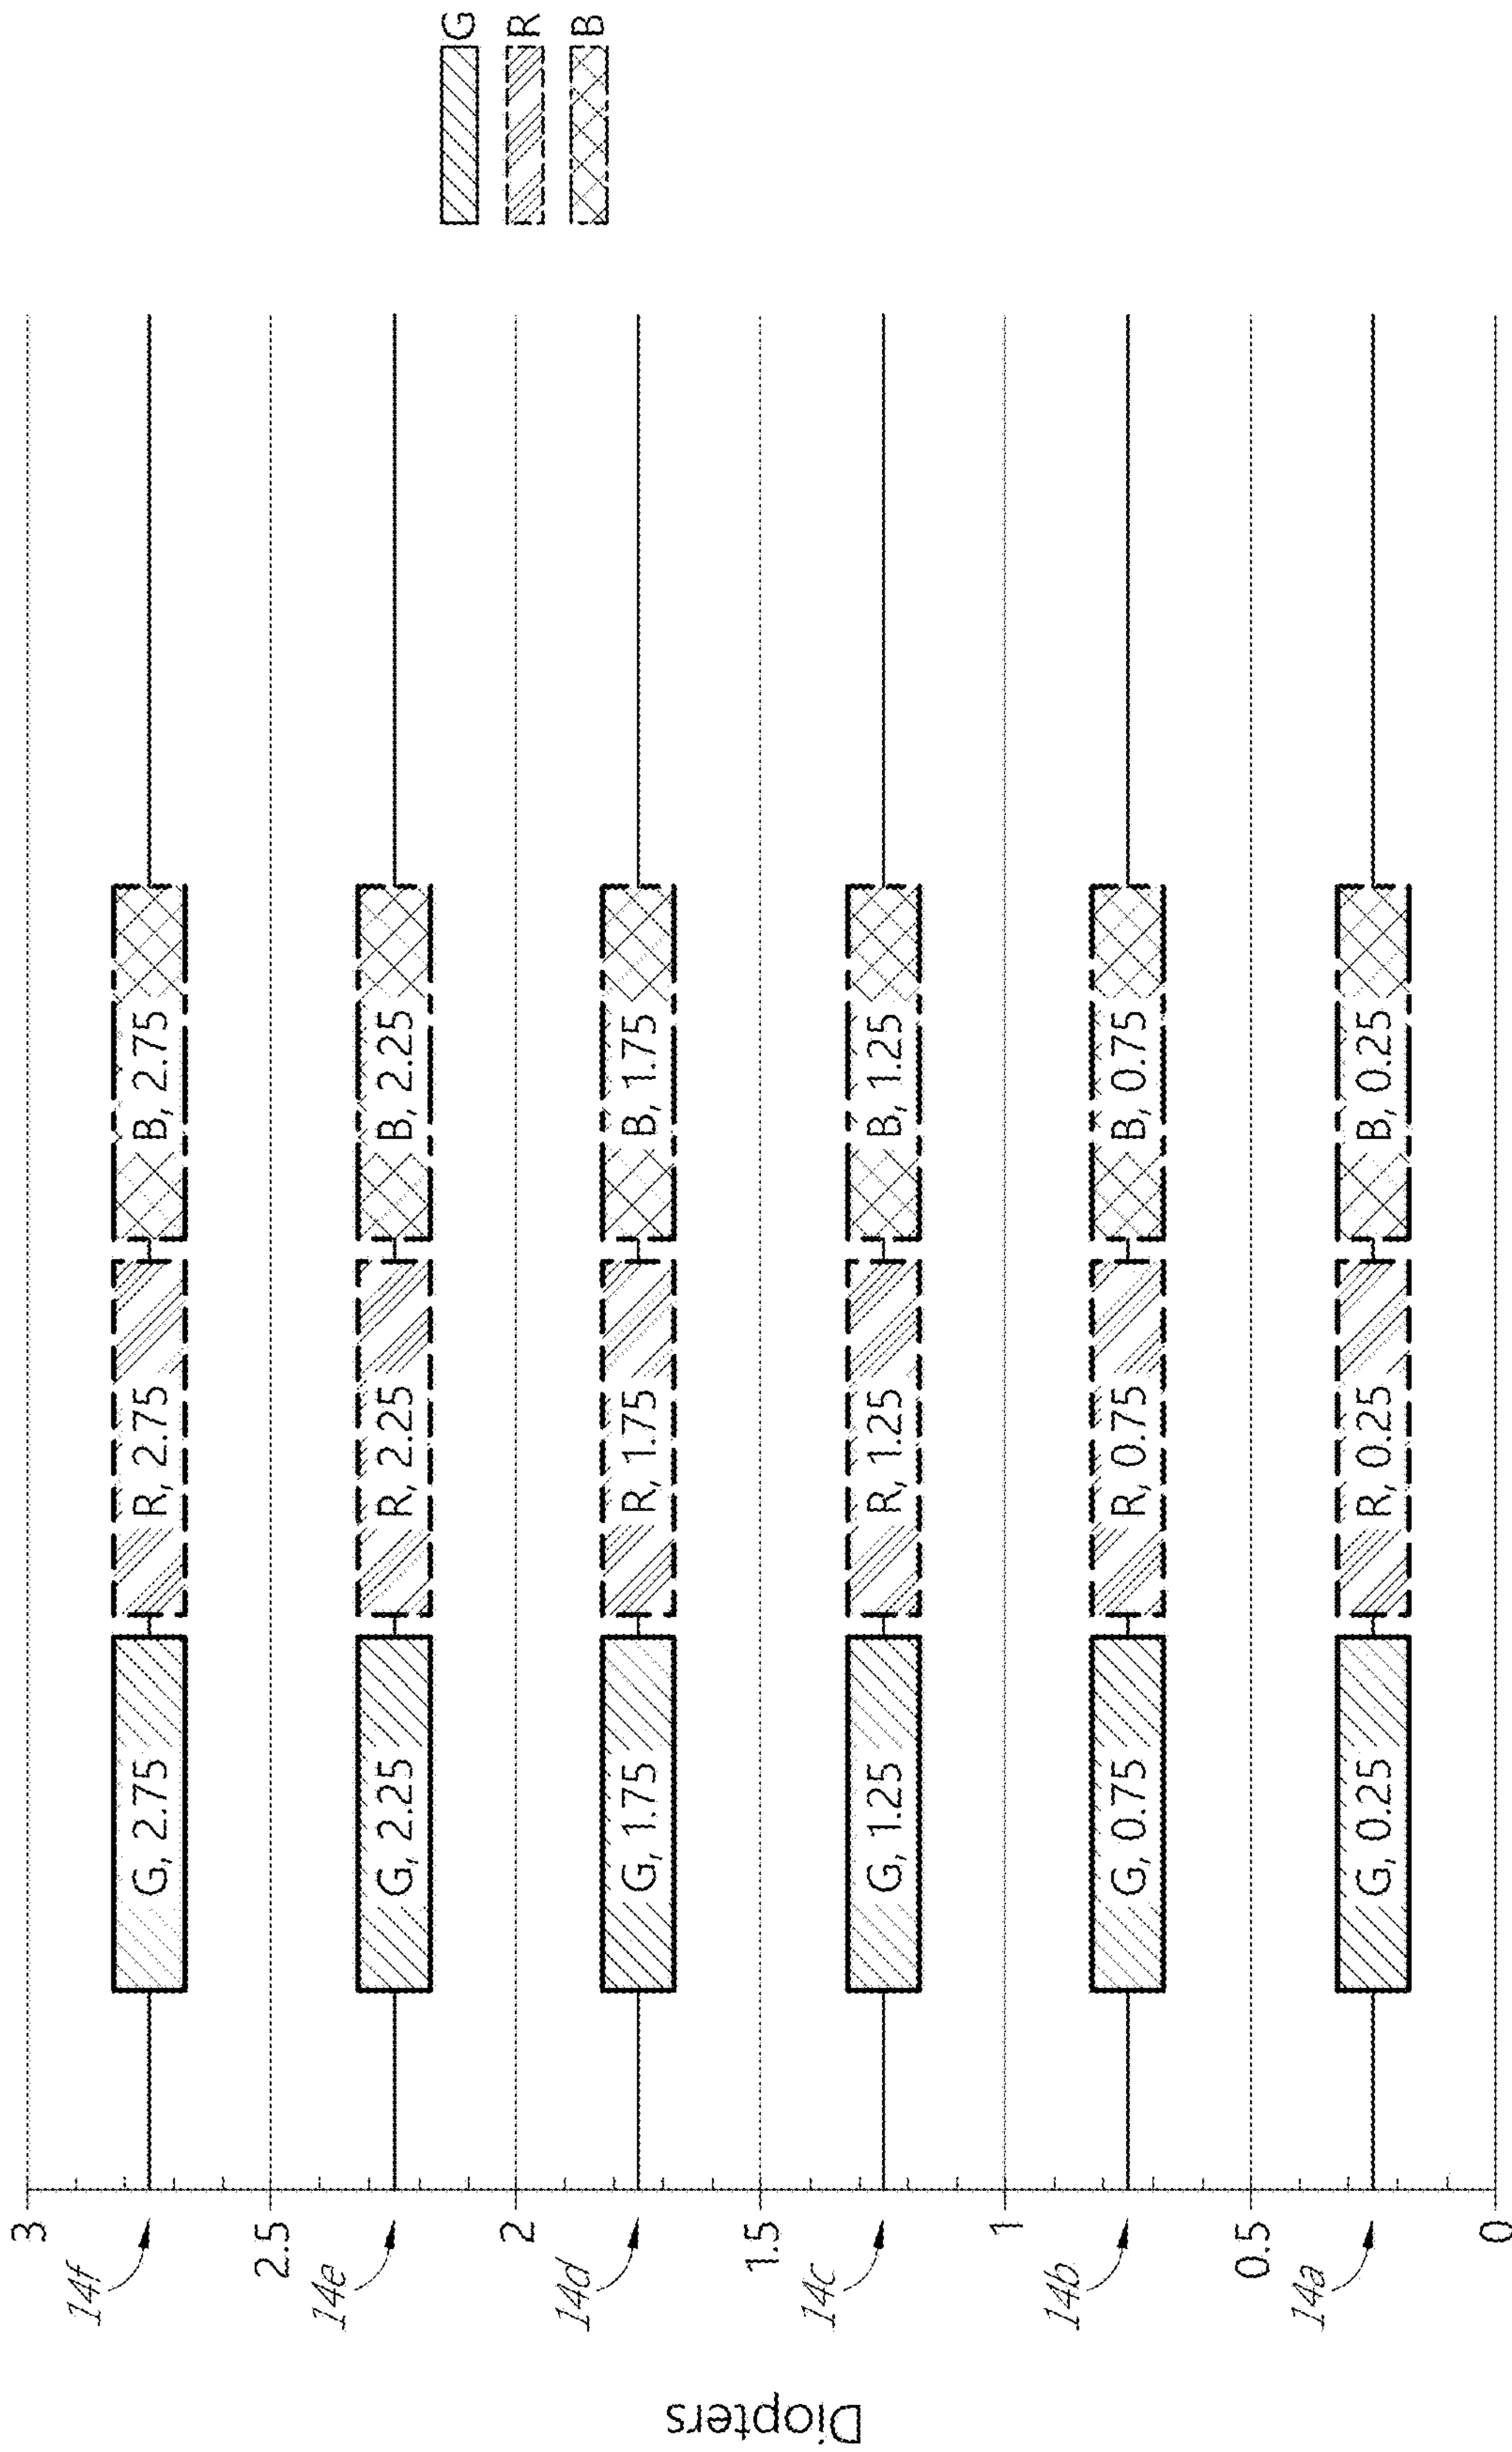 Diopters
3
14f
G, 2.75
R, 2.75
B, 2.75
2.5
14e
G, 2.25
R, 2.25
B, 2.25
2
14d
G, 1.75
R, 1.75
B, 1.75
1.5
14c
G, 1.25
R, 1.25
B, 1.25
1
14b
G, 0.75
R, 0.75
B, 0.75
0.5
14a
G, 0.25
R, 0.25
B, 0.25
0
G
R
B